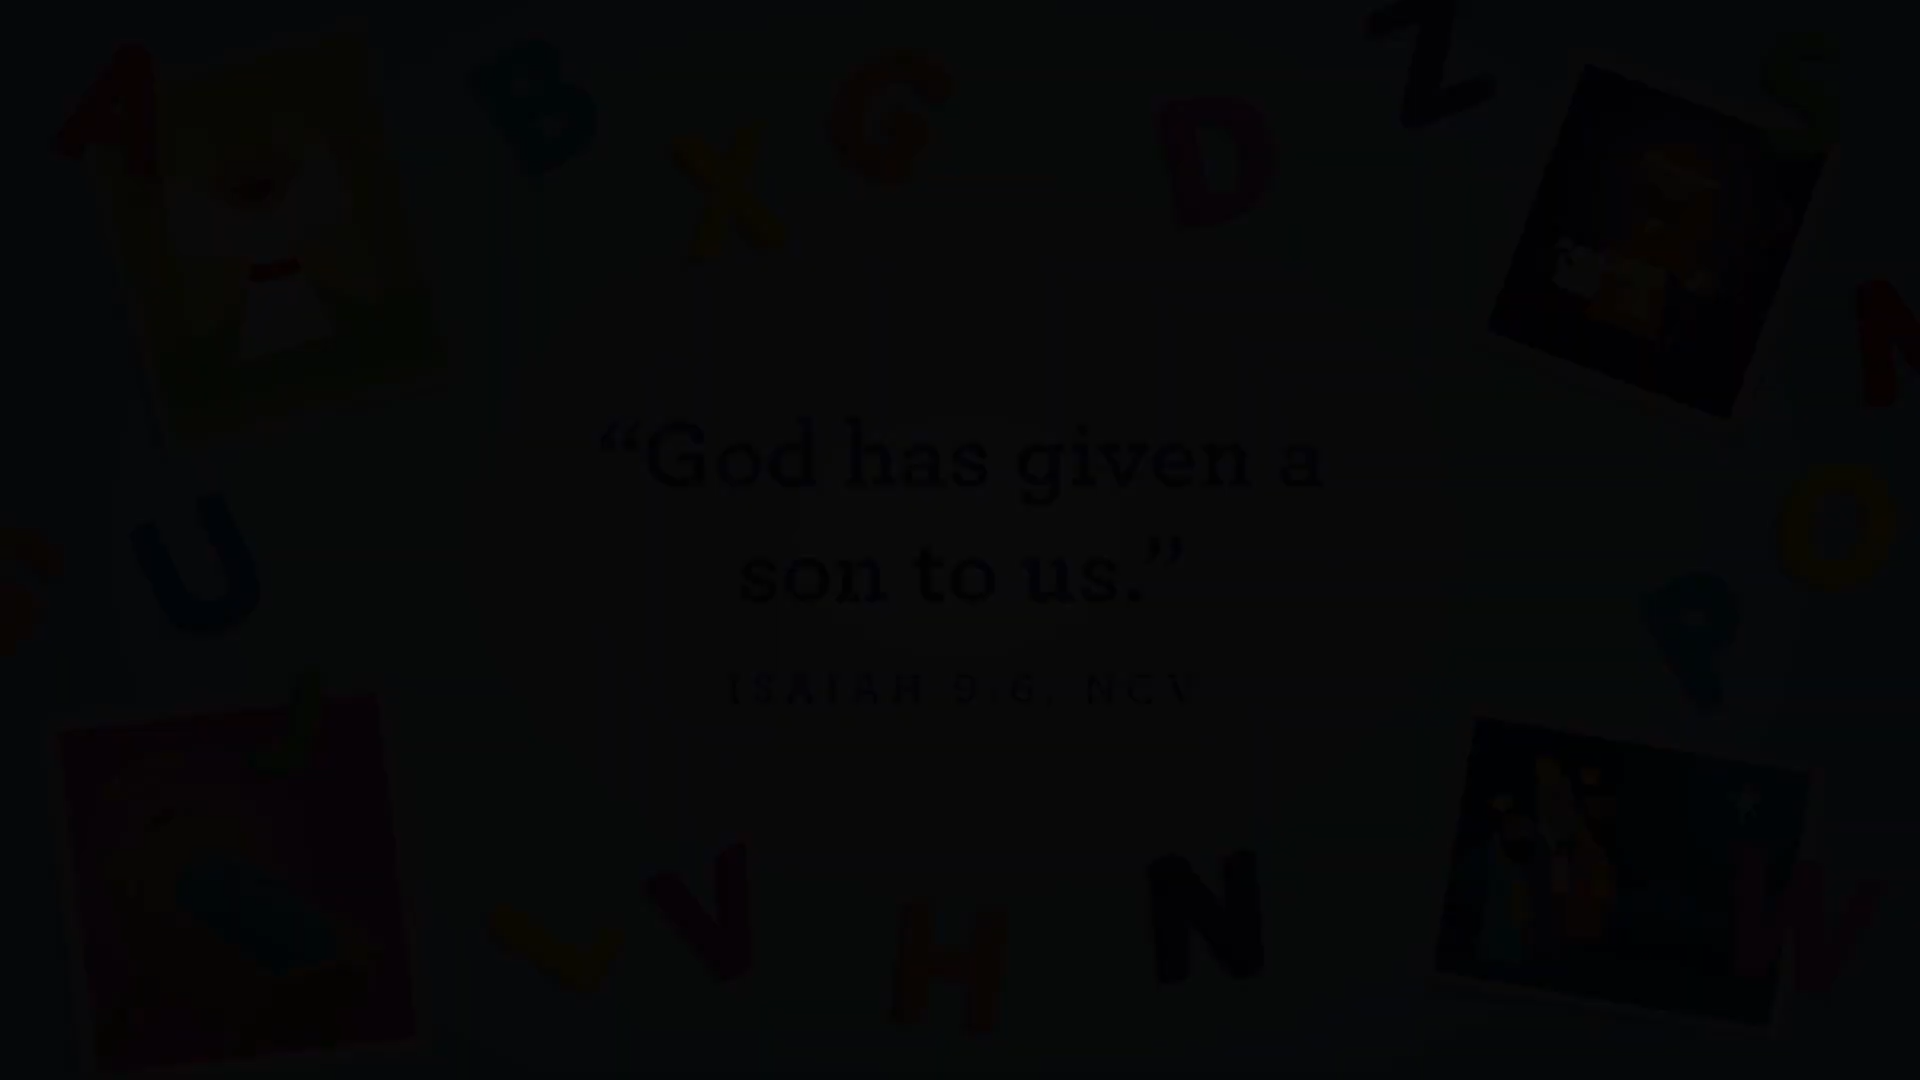 A
B
X
G
D
Z
S
N
“God has given a
son to us.”
ISAIAH 9:6, NCV
S
U
O
P
J
L
V
H
N
W